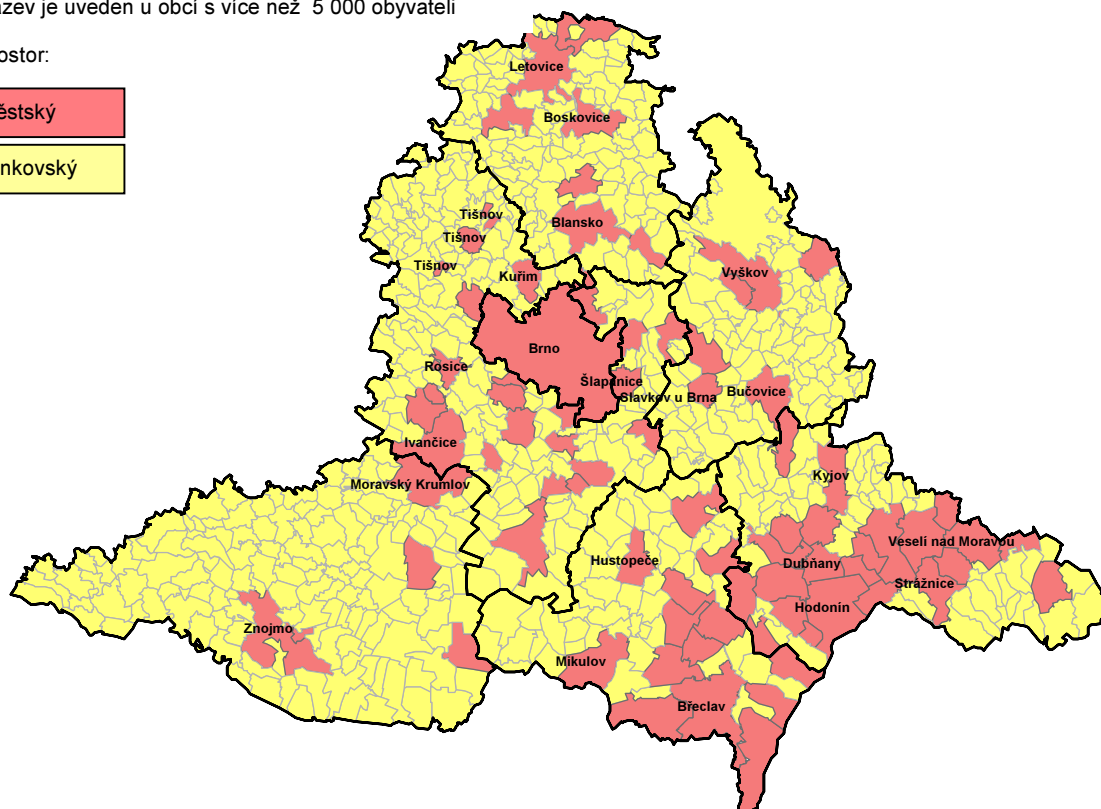 ázev je uveden u obcí s více než 5 000 obyvateli
ostor:
ěstský
nkovský
Letovice
Boskovice
Tišnov
Blansko
Tišnov
Tišnov
Kuřim
Vyškov
Brno
Rosice
Šlapanice
Slavkov u Brna
Bučovice
Ivančice
Moravský Krumlov
Kyjov
Veselí nad Moravou
Hustopeče
Dubňany
Strážnice
Hodonín
Znojmo
Mikulov
Břeclav